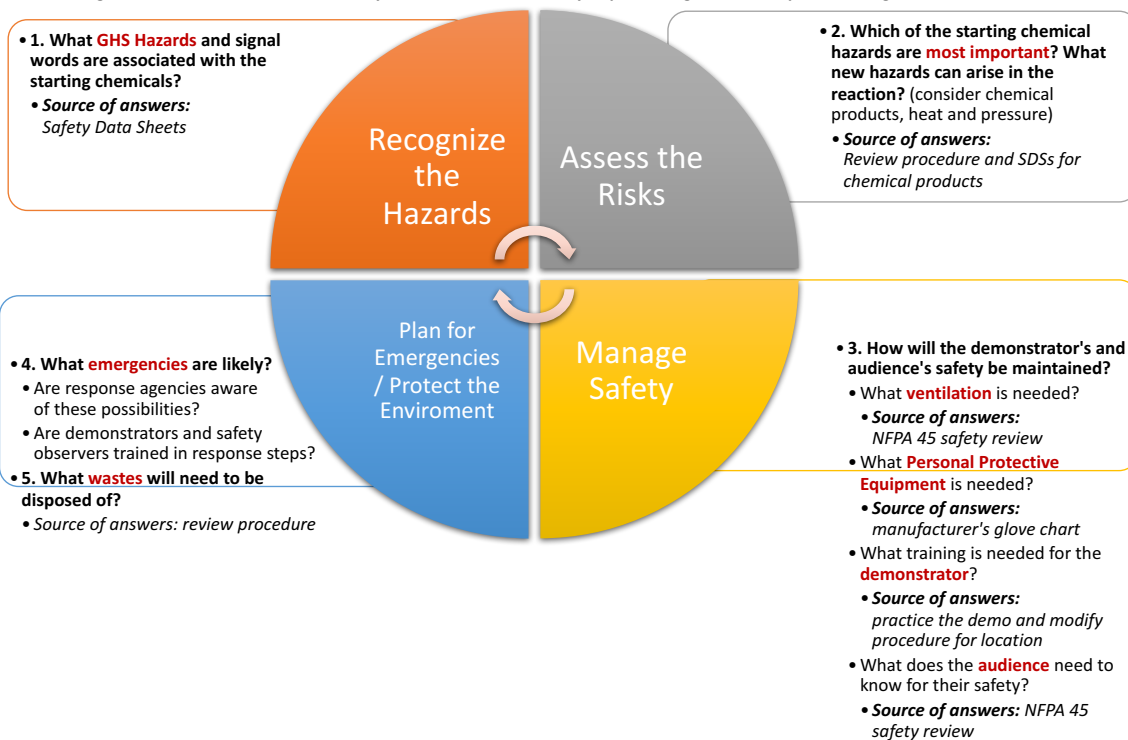 • 1. What GHS Hazards and signal
words are associated with the
starting chemicals?
• Source of answers:
Safety Data Sheets
Recognize
the
Hazards
Assess the
Risks
• 2. Which of the starting chemical
hazards are most important? What
new hazards can arise in the
reaction? (consider chemical
products, heat and pressure)
• Source of answers:
Review procedure and SDSs for
chemical products
• 4. What emergencies are likely?
• Are response agencies aware
of these possibilities?
• Are demonstrators and safety
observers trained in response steps?
• 5. What wastes will need to be
disposed of?
• Source of answers: review procedure
Plan for
Emergencies
/ Protect the
Enviroment
Manage
Safety
• 3. How will the demonstrator's and
audience's safety be maintained?
• What ventilation is needed?
• Source of answers:
NFPA 45 safety review
• What Personal Protective
Equipment is needed?
• Source of answers:
manufacturer's glove chart
• What training is needed for the
demonstrator?
• Source of answers:
practice the demo and modify
procedure for location
• What does the audience need to
know for their safety?
• Source of answers: NFPA 45
safety review